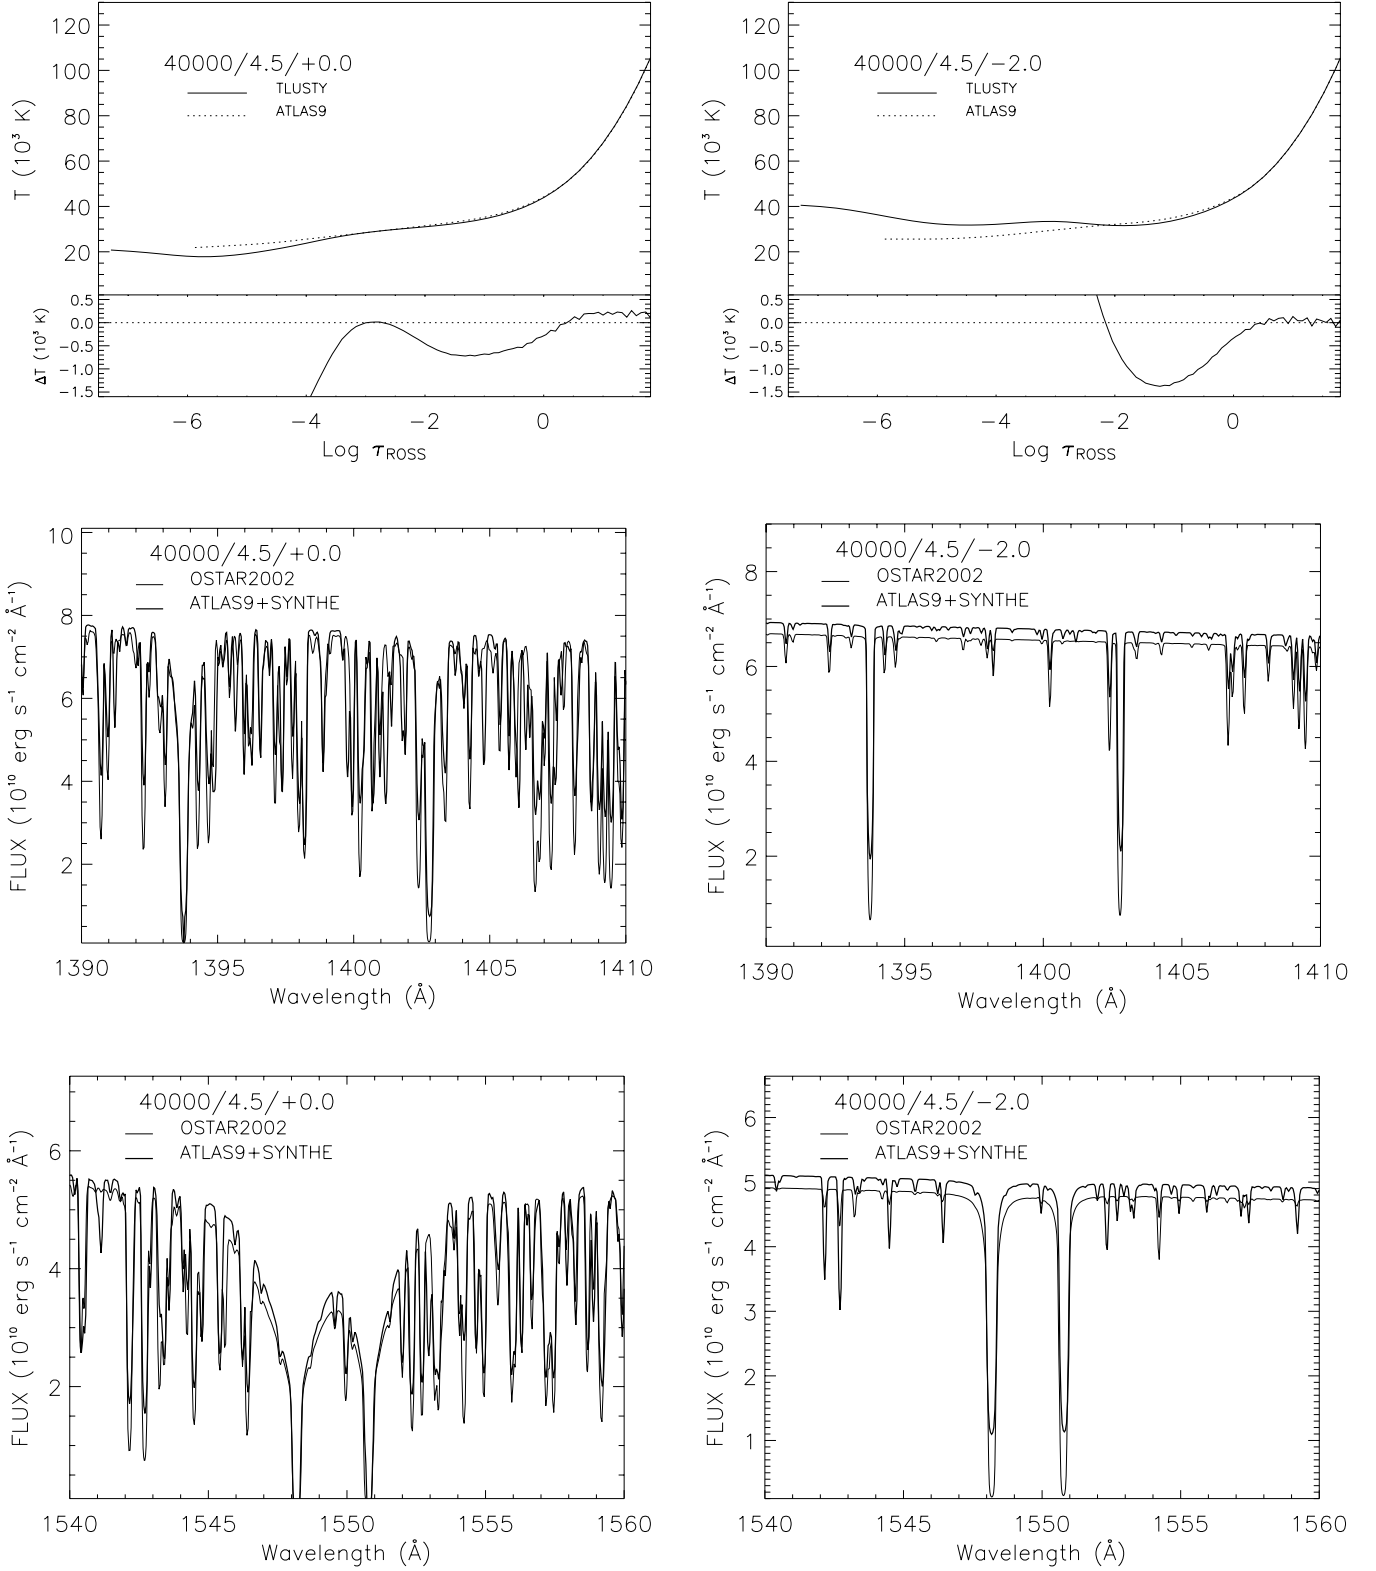 40000/4.5/+0.0
TLUSTY
ATLAS9
T (10³ K)
120
100
80
60
40
20
ΔT (10³ K)
0.5
0.0
−0.5
−1.0
−1.5
−6 −4 −2 0
Log τROSS
40000/4.5/−2.0
TLUSTY
ATLAS9
T (10³ K)
120
100
80
60
40
20
ΔT (10³ K)
0.5
0.0
−0.5
−1.0
−1.5
−6 −4 −2 0
Log τROSS
40000/4.5/+0.0
OSTAR2002
ATLAS9+SYNTHE
FLUX (10¹⁰ erg s⁻¹ cm⁻² Å⁻¹)
10
8
6
4
2
1390 1395 1400 1405 1410
Wavelength (Å)
40000/4.5/−2.0
OSTAR2002
ATLAS9+SYNTHE
FLUX (10¹⁰ erg s⁻¹ cm⁻² Å⁻¹)
8
6
4
2
1390 1395 1400 1405 1410
Wavelength (Å)
40000/4.5/+0.0
OSTAR2002
ATLAS9+SYNTHE
FLUX (10¹⁰ erg s⁻¹ cm⁻² Å⁻¹)
6
4
2
1540 1545 1550 1555 1560
Wavelength (Å)
40000/4.5/−2.0
OSTAR2002
ATLAS9+SYNTHE
FLUX (10¹⁰ erg s⁻¹ cm⁻² Å⁻¹)
6
5
4
3
2
1
1540 1545 1550 1555 1560
Wavelength (Å)